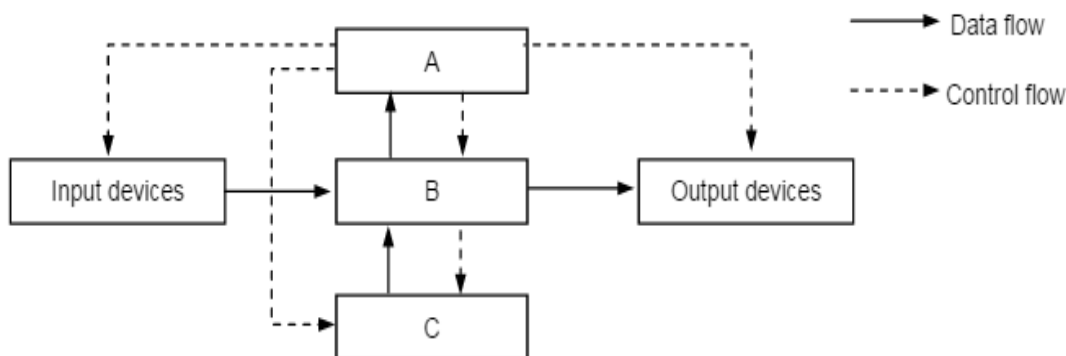 Data flow
A
Control flow
Input devices
B
Output devices
C